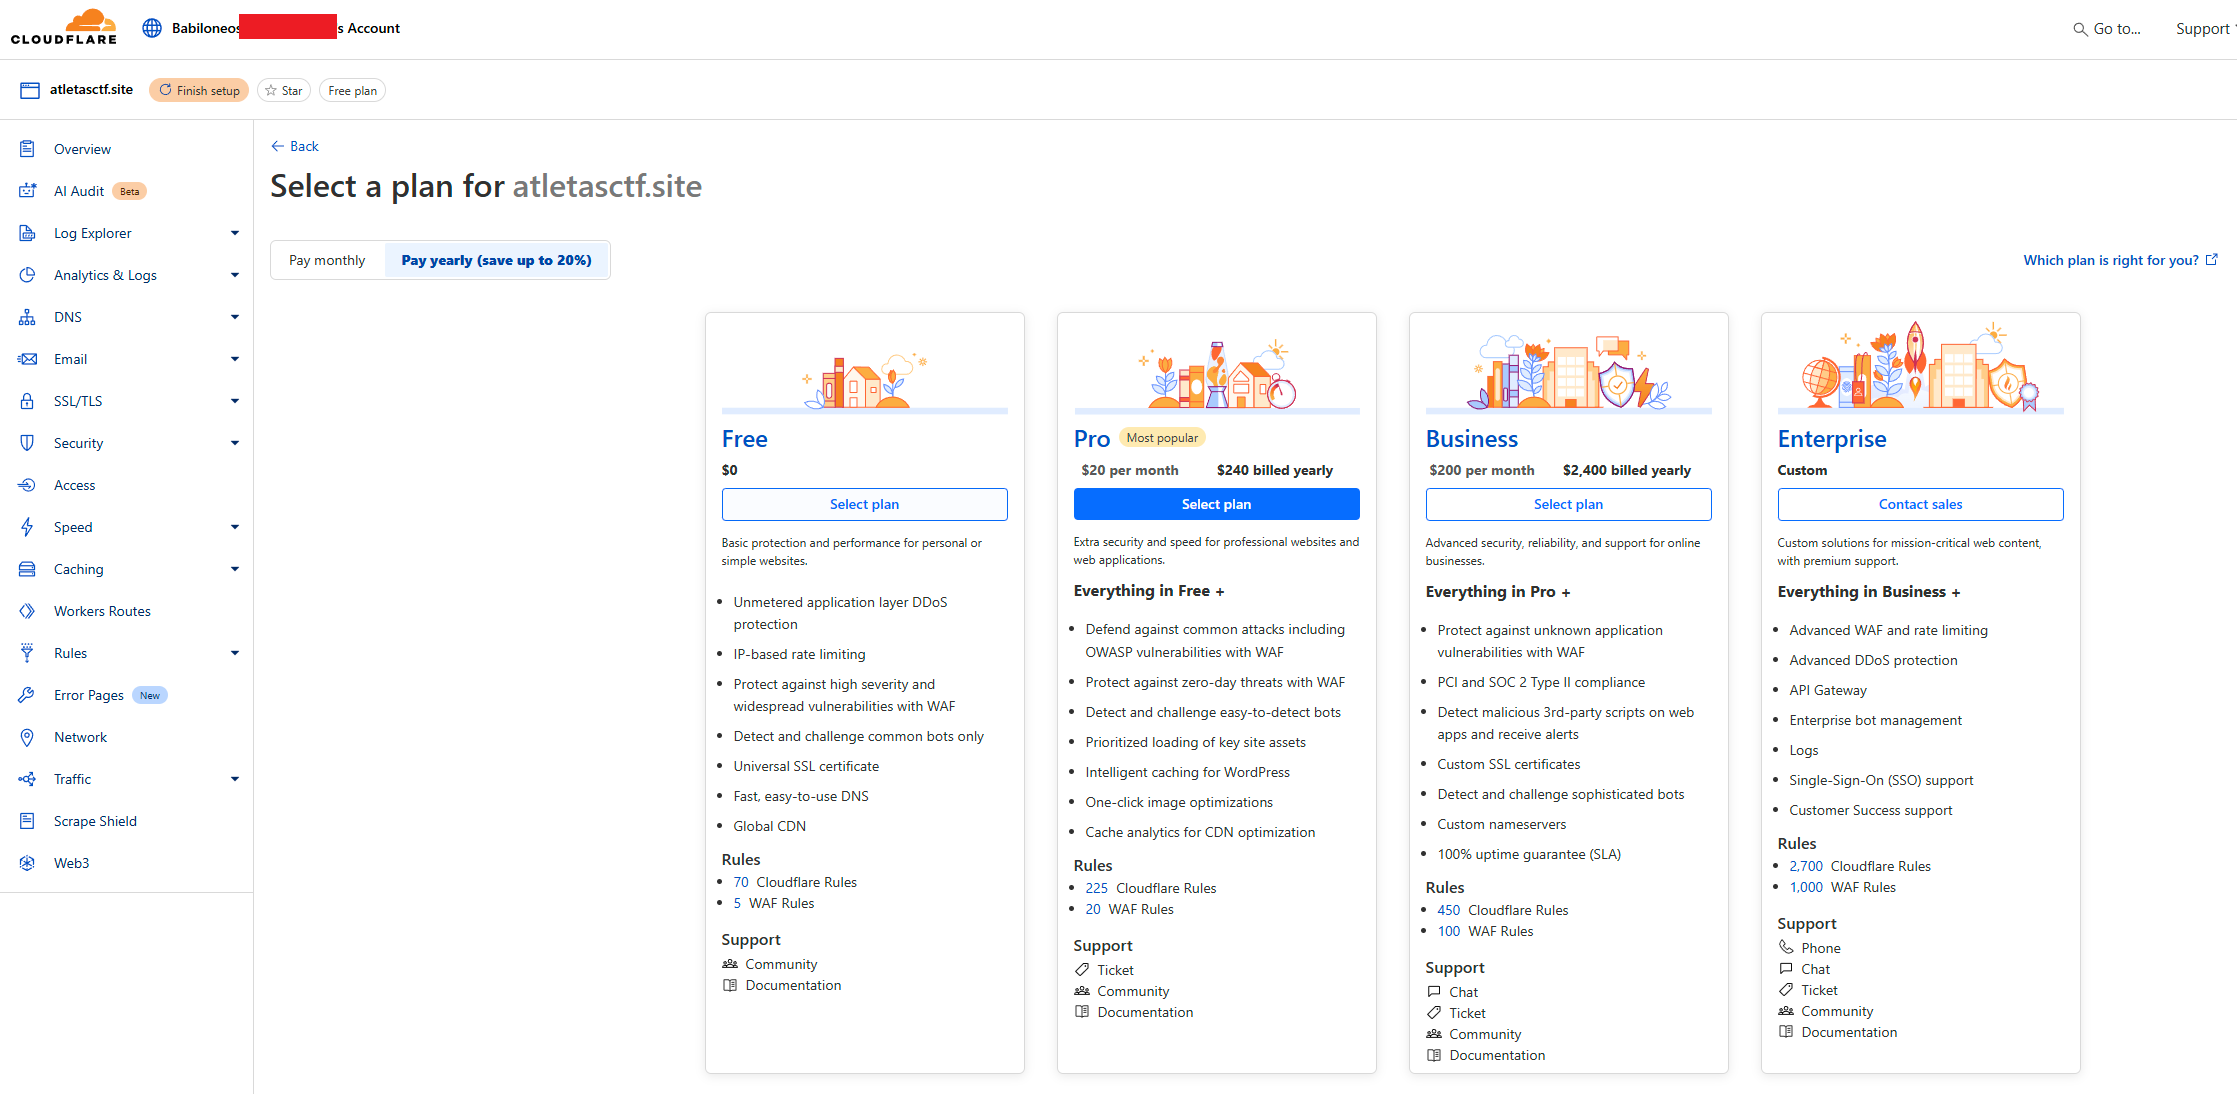 CLOUDFLARE
Babiloneos s Account
Go to...
Support
atletasctf.site
Finish setup
Star
Free plan
Overview
AI Audit Beta
Log Explorer
Analytics & Logs
DNS
Email
SSL/TLS
Security
Access
Speed
Caching
Workers Routes
Rules
Error Pages New
Network
Traffic
Scrape Shield
Web3
Back
Select a plan for atletasctf.site
Pay monthly
Pay yearly (save up to 20%)
Which plan is right for you?
Free
$0
Select plan
Basic protection and performance for personal or
simple websites.
Unmetered application layer DDoS
protection
IP-based rate limiting
Protect against high severity and
widespread vulnerabilities with WAF
Detect and challenge common bots only
Universal SSL certificate
Fast, easy-to-use DNS
Global CDN
Rules
70 Cloudflare Rules
5 WAF Rules
Support
Community
Documentation
Pro Most popular
$20 per month $240 billed yearly
Select plan
Extra security and speed for professional websites and
web applications.
Everything in Free +
Defend against common attacks including
OWASP vulnerabilities with WAF
Protect against zero-day threats with WAF
Detect and challenge easy-to-detect bots
Prioritized loading of key site assets
Intelligent caching for WordPress
One-click image optimizations
Cache analytics for CDN optimization
Rules
225 Cloudflare Rules
20 WAF Rules
Support
Ticket
Community
Documentation
Business
$200 per month $2,400 billed yearly
Select plan
Advanced security, reliability, and support for online
businesses.
Everything in Pro +
Protect against unknown application
vulnerabilities with WAF
PCI and SOC 2 Type II compliance
Detect malicious 3rd-party scripts on web
apps and receive alerts
Custom SSL certificates
Detect and challenge sophisticated bots
Custom nameservers
100% uptime guarantee (SLA)
Rules
450 Cloudflare Rules
100 WAF Rules
Support
Chat
Ticket
Community
Documentation
Enterprise
Custom
Contact sales
Custom solutions for mission-critical web content,
with premium support.
Everything in Business +
Advanced WAF and rate limiting
Advanced DDoS protection
API Gateway
Enterprise bot management
Logs
Single-Sign-On (SSO) support
Customer Success support
Rules
2,700 Cloudflare Rules
1,000 WAF Rules
Support
Phone
Chat
Ticket
Community
Documentation